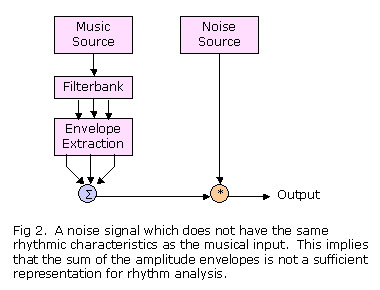 Music
Source
Noise
Source
Filterbank
Envelope
Extraction
Σ
*
Output
Fig 2. A noise signal which does not have the same
rhythmic characteristics as the musical input. This implies
that the sum of the amplitude envelopes is not a sufficient
representation for rhythm analysis.